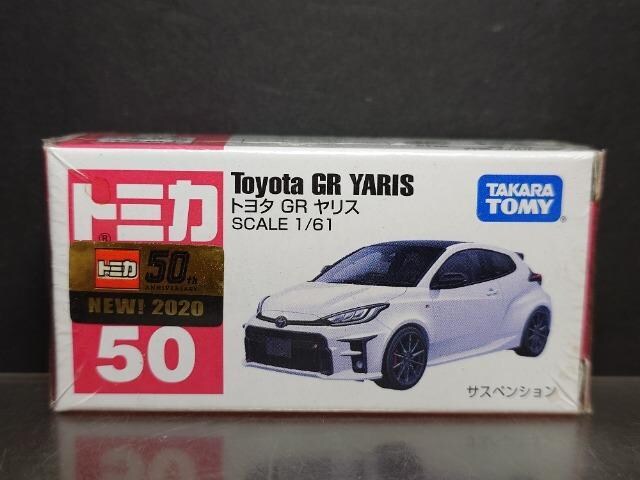 トミカ
®
トミカ
50th
ANNIVERSARY
NEW! 2020
50
Toyota GR YARIS
トヨタ GR ヤリス
SCALE 1/61
TAKARA
TOMY
®
サスペンション